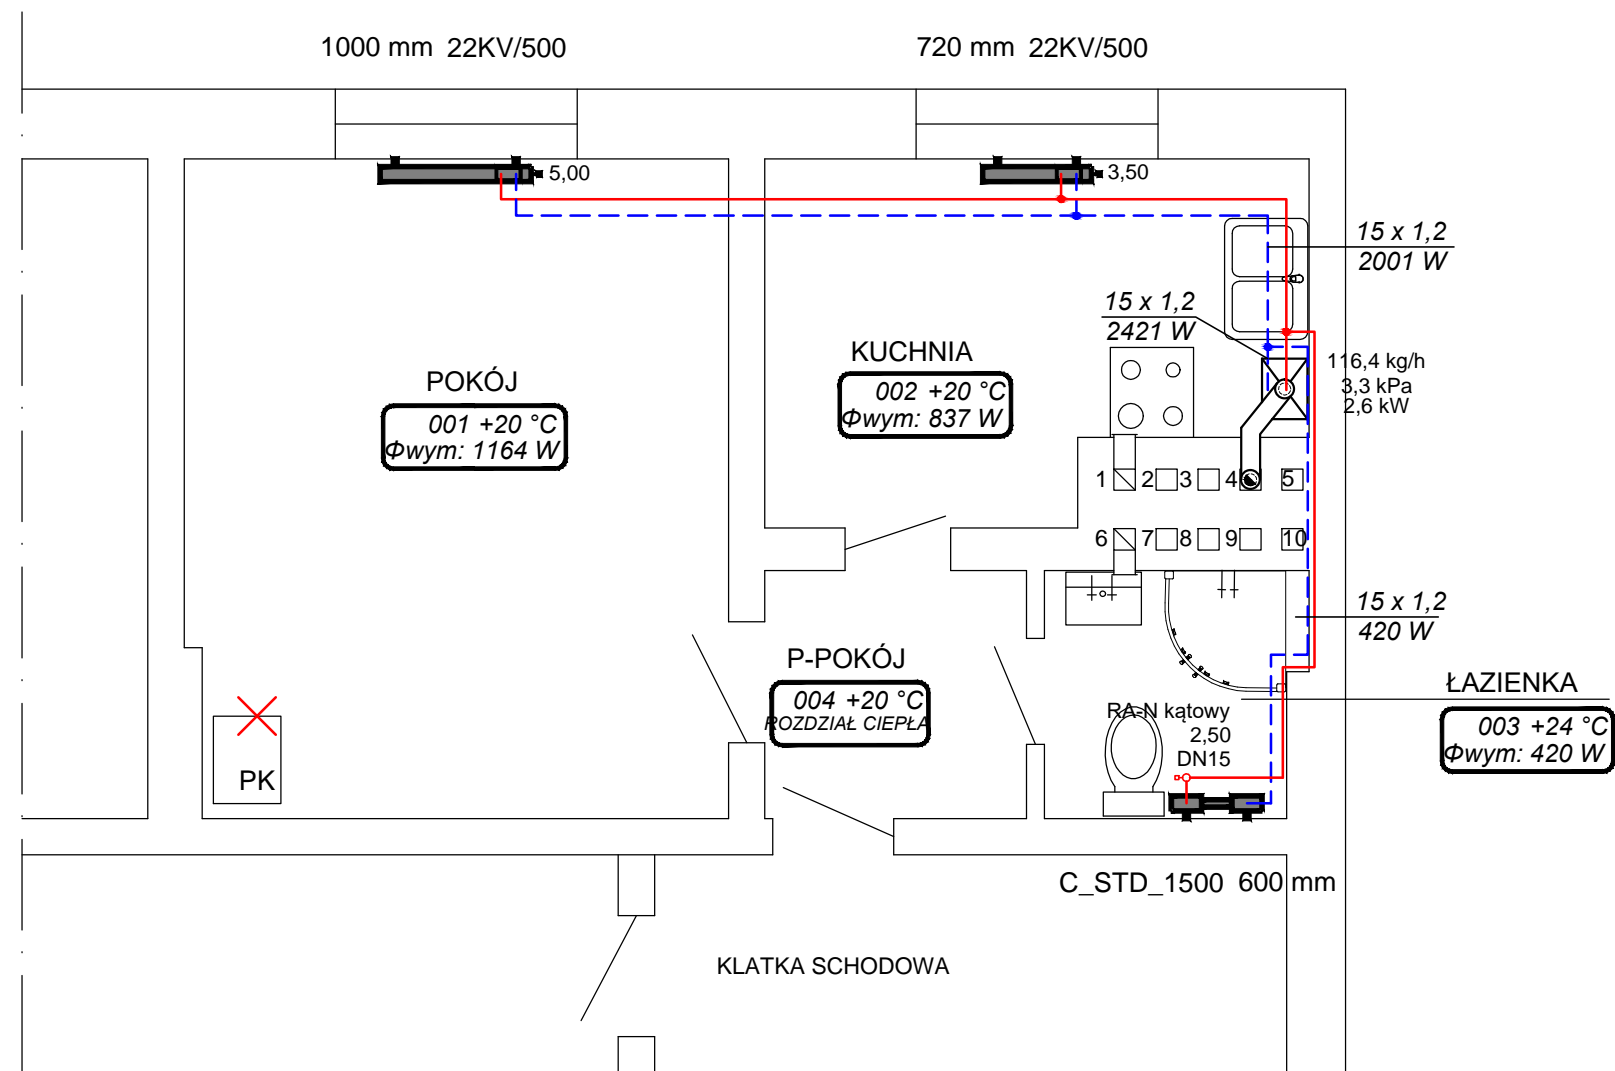 1000 mm 22KV/500
720 mm 22KV/500
5,00
3,50
15 x 1,2
2001 W
15 x 1,2
2421 W
KUCHNIA
002 +20 °C
Φwym: 837 W
116,4 kg/h
3,3 kPa
2,6 kW
POKÓJ
001 +20 °C
Φwym: 1164 W
1 2 3 4 5
6 7 8 9 10
15 x 1,2
420 W
P-POKÓJ
004 +20 °C
ROZDZIAŁ CIEPŁA
ŁAZIENKA
003 +24 °C
Φwym: 420 W
RA-N kątowy
2,50
DN15
PK
C_STD_1500 600 mm
KLATKA SCHODOWA